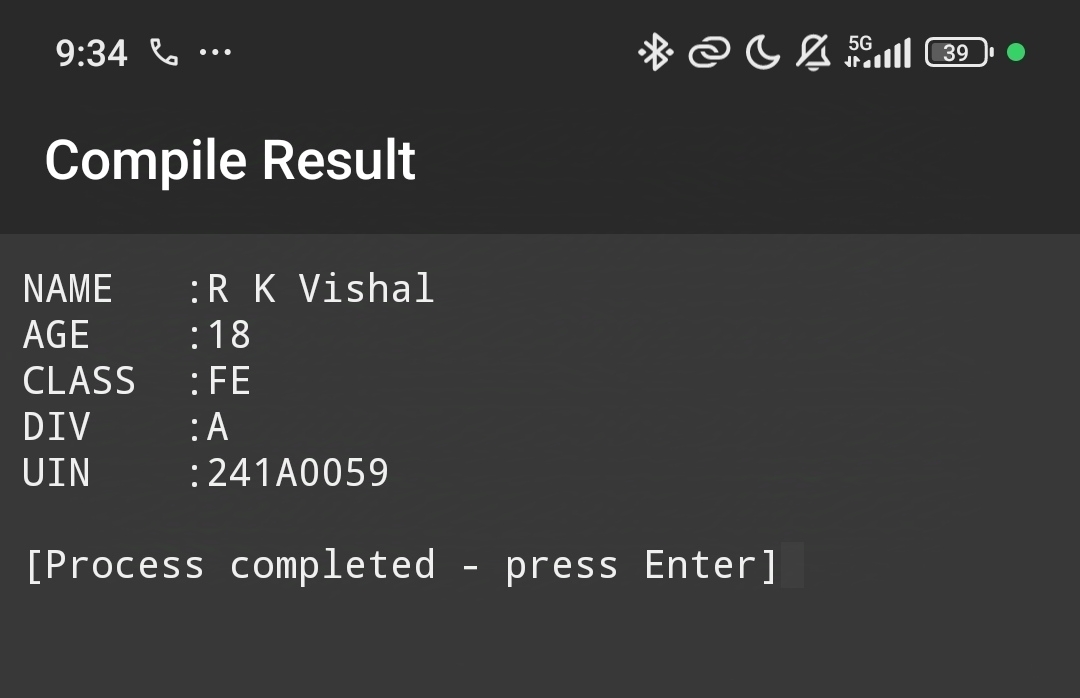 9:34 ... 5G 39
Compile Result
NAME :R K Vishal
AGE :18
CLASS :FE
DIV :A
UIN :241A0059
[Process completed - press Enter]